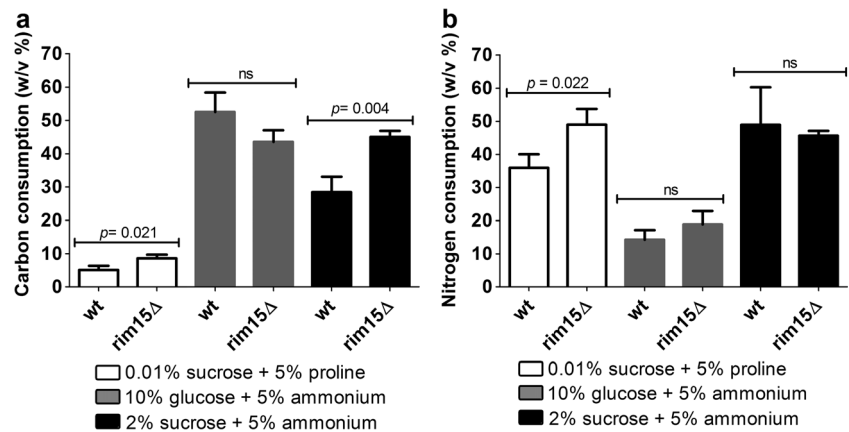 a
Carbon consumption (w/v %)
70
60
50
40
30
20
10
0
p= 0.021
ns
p= 0.004
wt
rim15Δ
wt
rim15Δ
wt
rim15Δ
0.01% sucrose + 5% proline
10% glucose + 5% ammonium
2% sucrose + 5% ammonium
b
Nitrogen consumption (w/v %)
70
60
50
40
30
20
10
0
p = 0.022
ns
ns
wt
rim15Δ
wt
rim15Δ
wt
rim15Δ
0.01% sucrose + 5% proline
10% glucose + 5% ammonium
2% sucrose + 5% ammonium